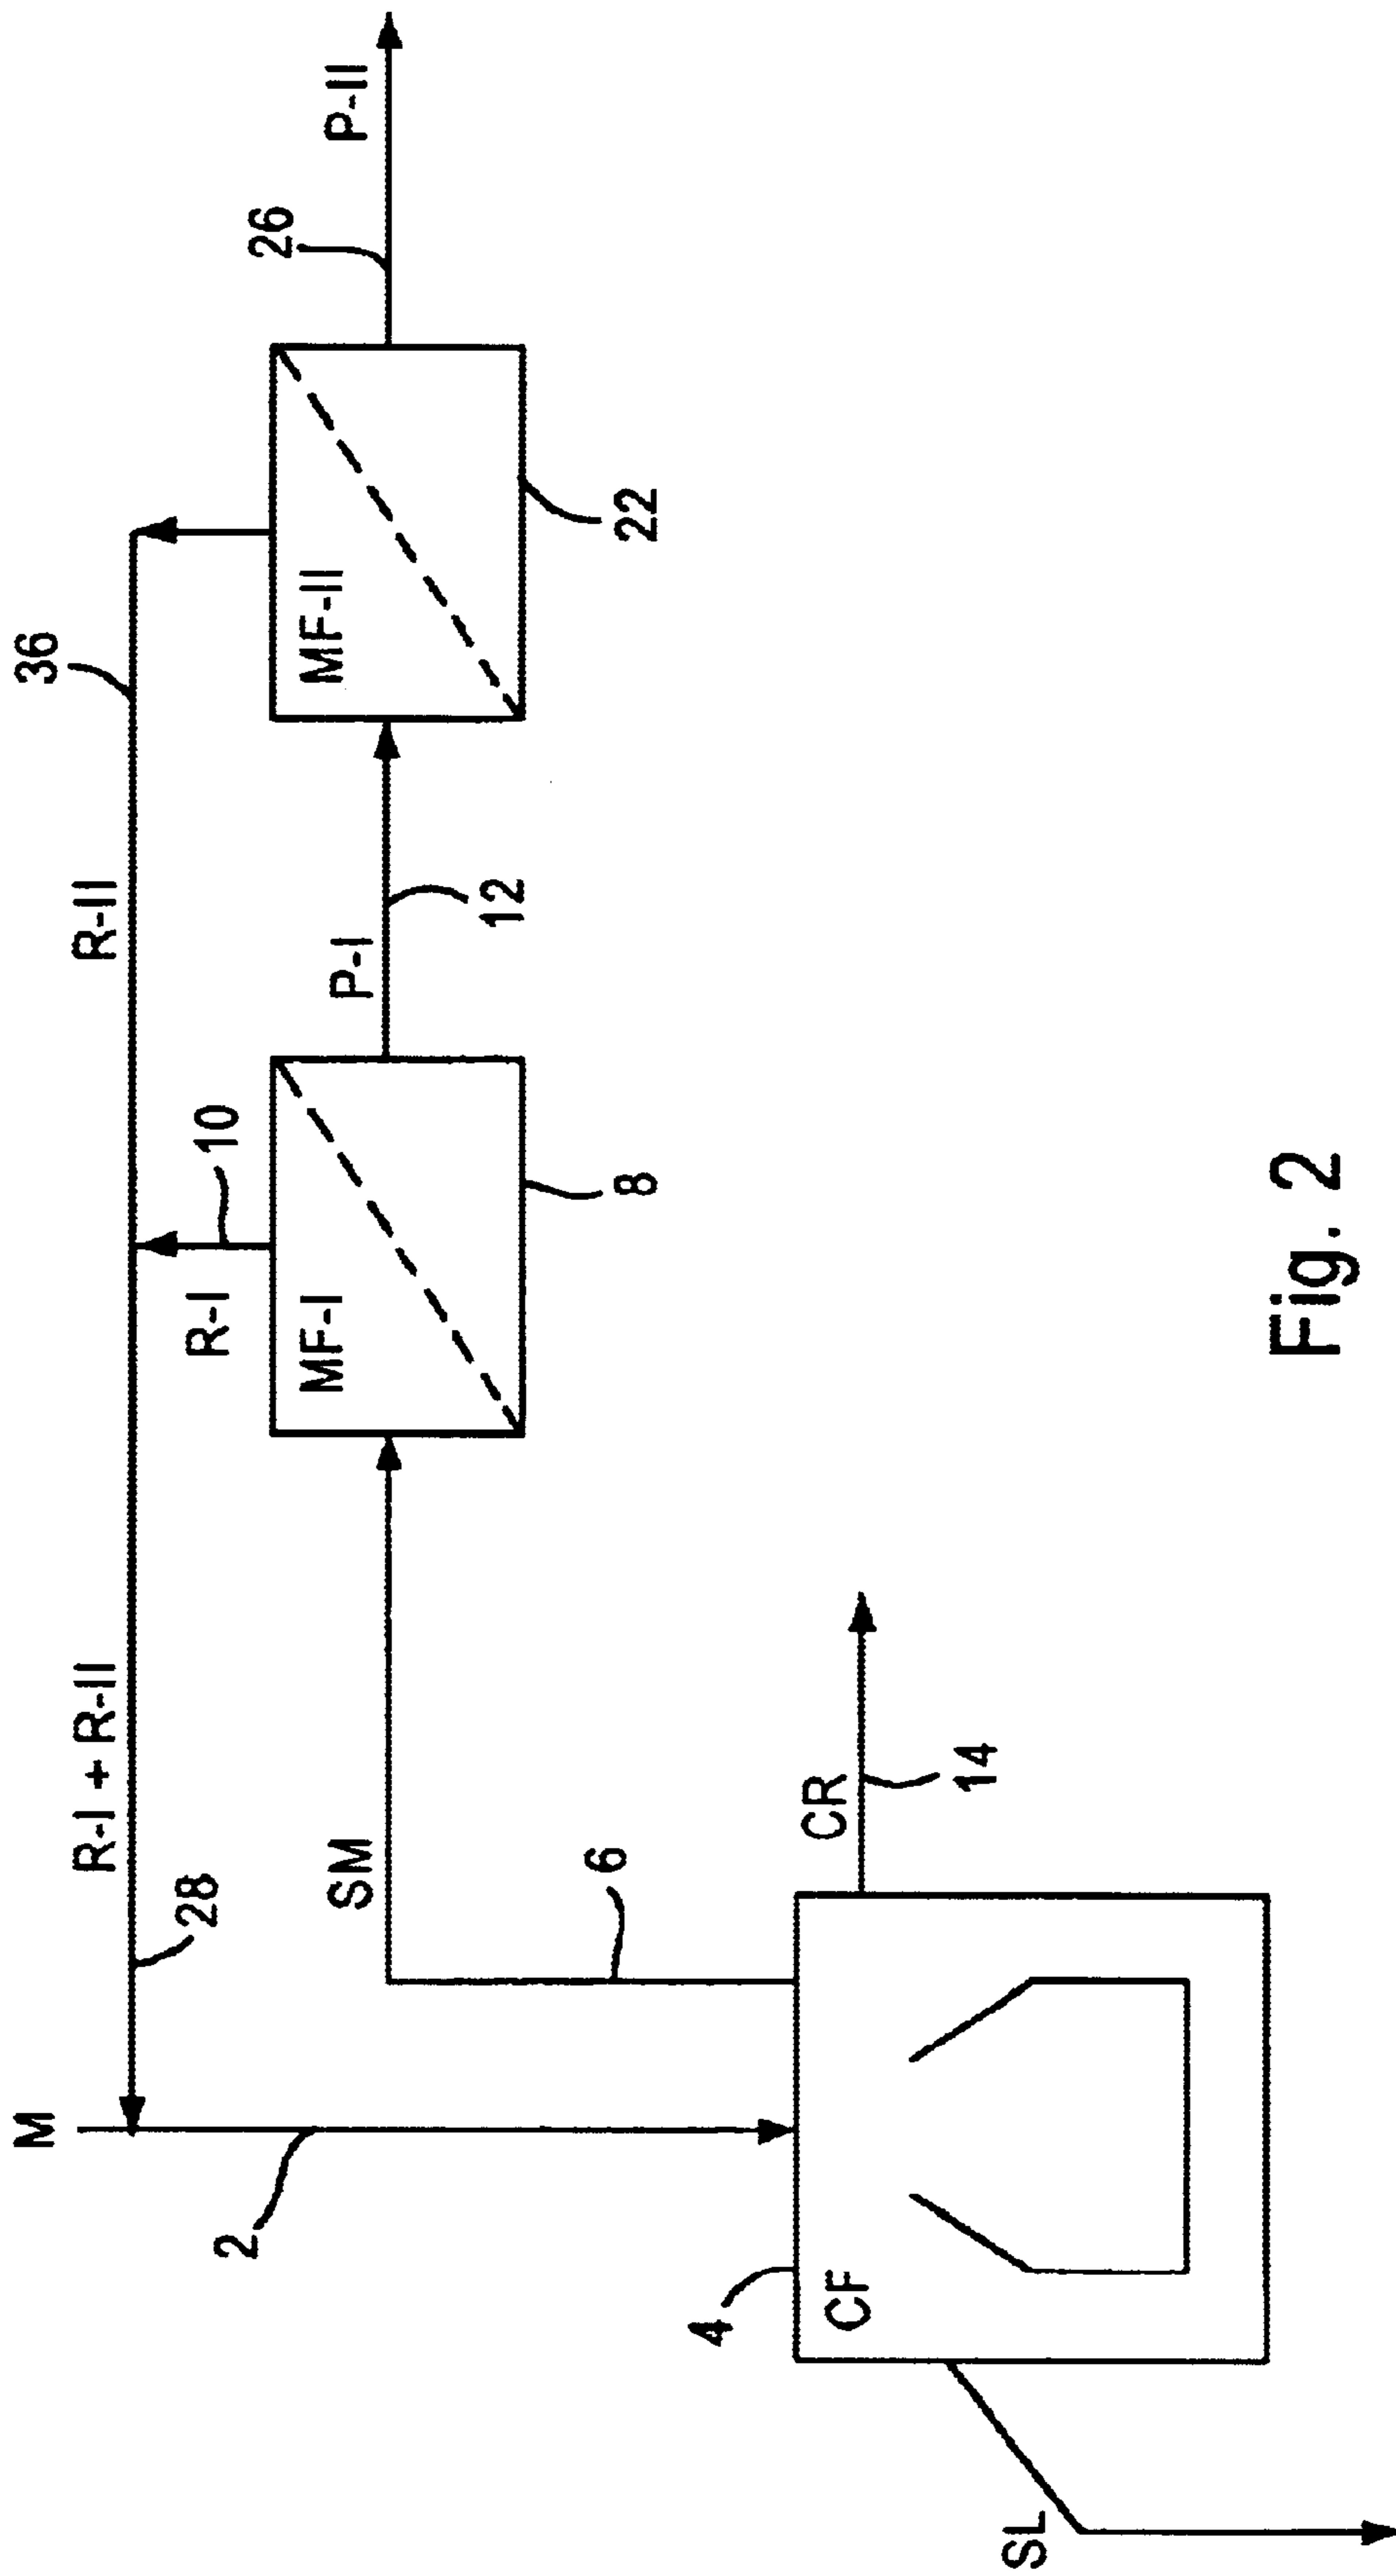 M
28
R-I + R-II
R-II
36
2
SM
6
R-I
10
MF-I
8
P-I
12
MF-II
22
26
P-II
4
CF
CR
14
SL
Fig. 2